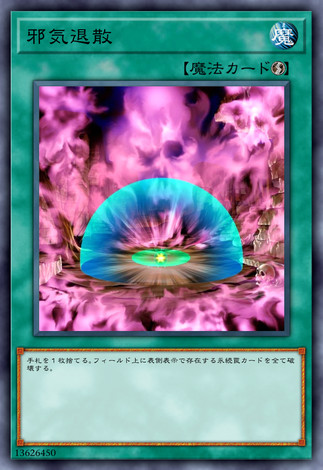 邪気退散
魔
【魔法カード】
手札を1枚捨てる。フィールド上に表側表示で存在する永続罠カードを全て破
壊する。
13626450